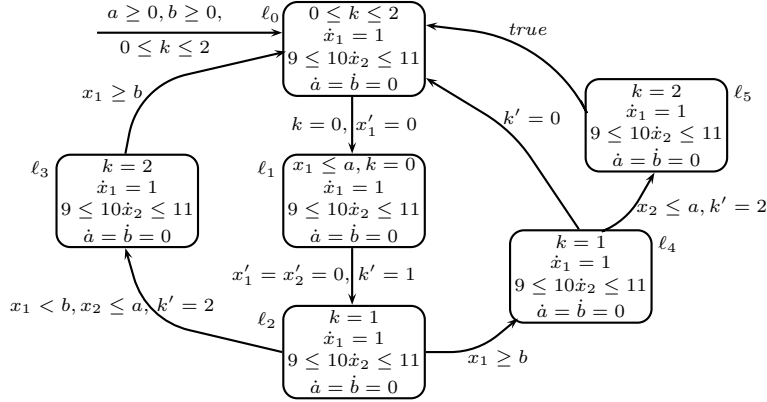 a ≥ 0, b ≥ 0,
0 ≤ k ≤ 2
ℓ0
0 ≤ k ≤ 2
ẋ1 = 1
9 ≤ 10ẋ2 ≤ 11
ȧ = ḃ = 0
true
x1 ≥ b
k = 0, x′1 = 0
k′ = 0
k = 2
ẋ1 = 1
9 ≤ 10ẋ2 ≤ 11
ȧ = ḃ = 0
ℓ5
ℓ3
k = 2
ẋ1 = 1
9 ≤ 10ẋ2 ≤ 11
ȧ = ḃ = 0
ℓ1
x1 ≤ a, k = 0
ẋ1 = 1
9 ≤ 10ẋ2 ≤ 11
ȧ = ḃ = 0
x2 ≤ a, k′ = 2
x′1 = x′2 = 0, k′ = 1
k = 1
ẋ1 = 1
9 ≤ 10ẋ2 ≤ 11
ȧ = ḃ = 0
ℓ4
x1 < b, x2 ≤ a, k′ = 2
ℓ2
k = 1
ẋ1 = 1
9 ≤ 10ẋ2 ≤ 11
ȧ = ḃ = 0
x1 ≥ b